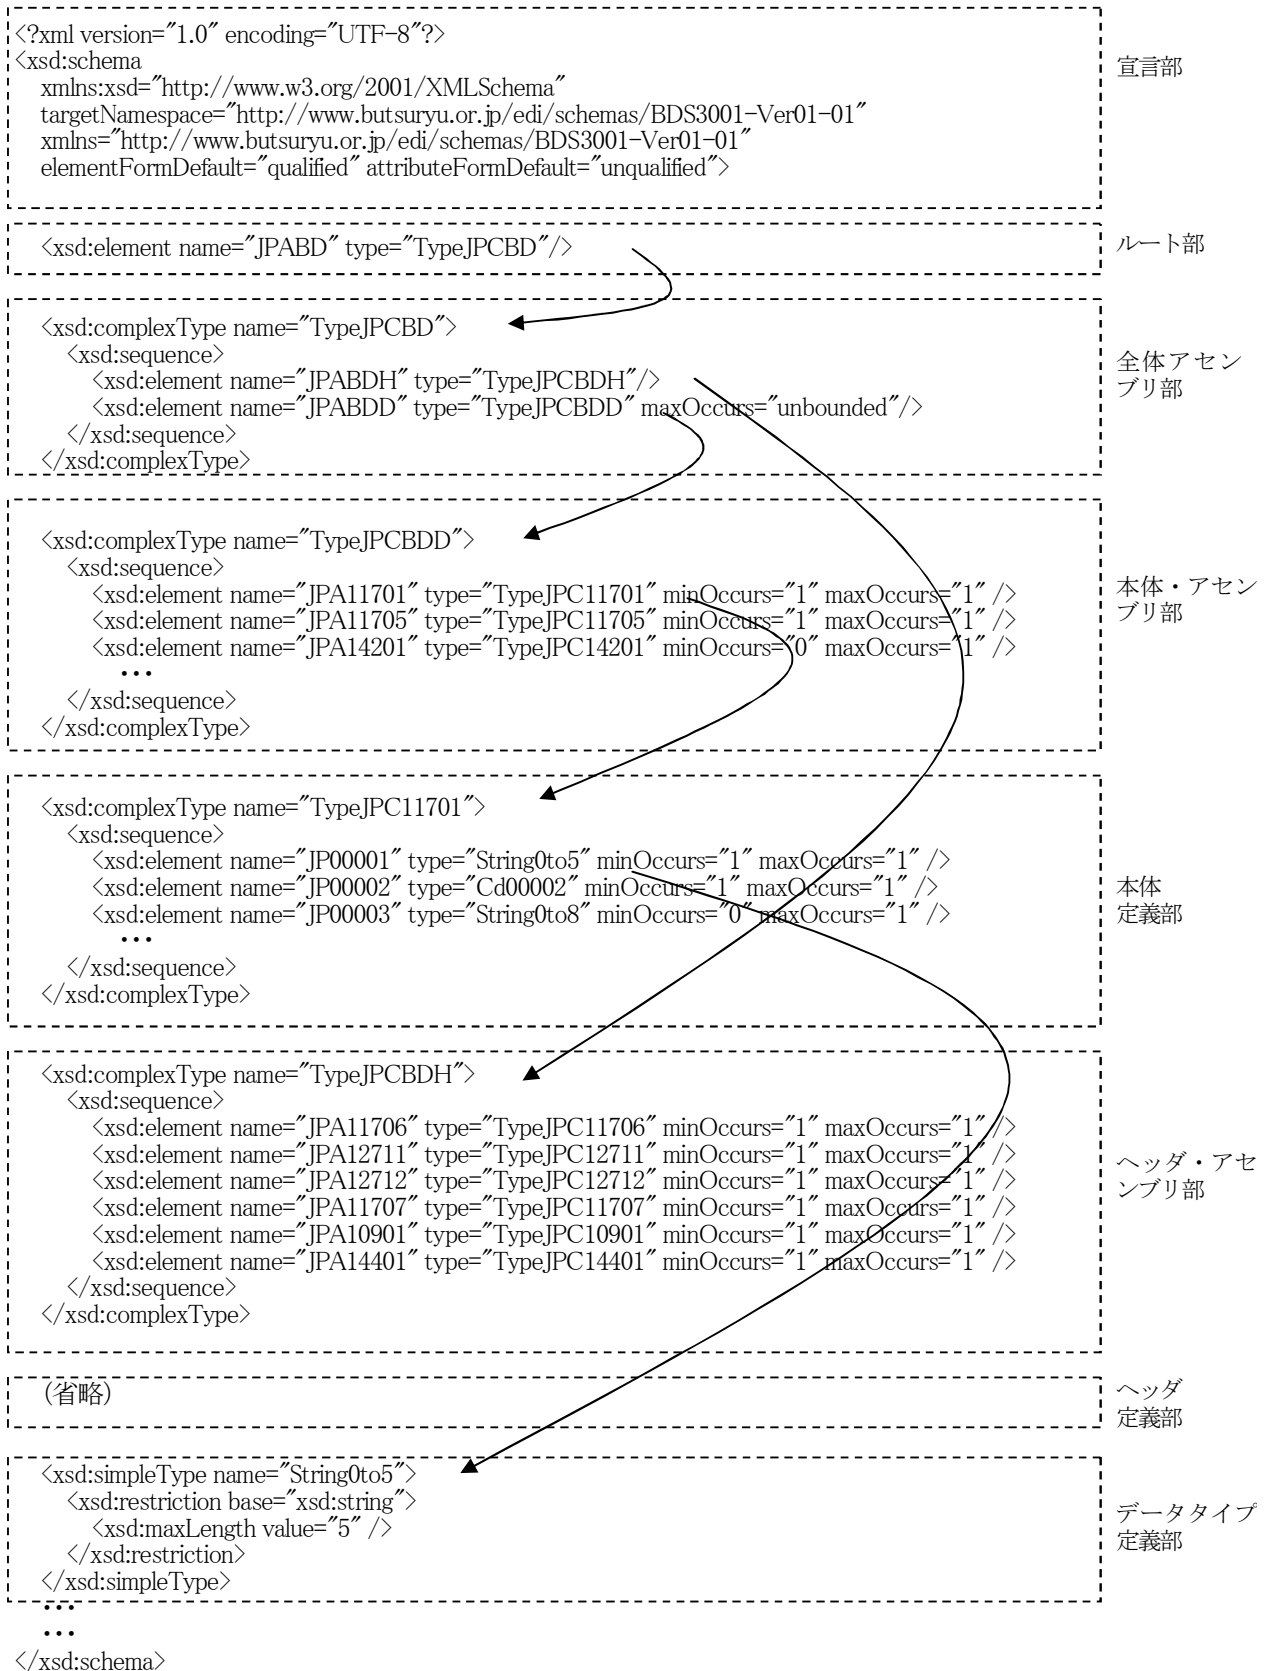 <?xml version="1.0" encoding="UTF-8"?>
<xsd:schema
xmlns:xsd="http://www.w3.org/2001/XMLSchema"
targetNamespace="http://www.butsuryu.or.jp/edi/schemas/BDS3001-Ver01-01"
xmlns="http://www.butsuryu.or.jp/edi/schemas/BDS3001-Ver01-01"
elementFormDefault="qualified" attributeFormDefault="unqualified">
宣言部
<xsd:element name="JPABD" type="TypeJPCBD"/>
ルート部
<xsd:complexType name="TypeJPCBD">
<xsd:sequence>
<xsd:element name="JPABDH" type="TypeJPCBDH"/>
<xsd:element name="JPABDD" type="TypeJPCBDD" maxOccurs="unbounded"/>
</xsd:sequence>
</xsd:complexType>
全体アセン
ブリ部
<xsd:complexType name="TypeJPCBDD">
<xsd:sequence>
<xsd:element name="JPA11701" type="TypeJPC11701" minOccurs="1" maxOccurs="1" />
<xsd:element name="JPA11705" type="TypeJPC11705" minOccurs="1" maxOccurs="1" />
<xsd:element name="JPA14201" type="TypeJPC14201" minOccurs="0" maxOccurs="1" />
・・・
</xsd:sequence>
</xsd:complexType>
本体・アセン
ブリ部
<xsd:complexType name="TypeJPC11701">
<xsd:sequence>
<xsd:element name="JP00001" type="String0to5" minOccurs="1" maxOccurs="1" />
<xsd:element name="JP00002" type="Cd00002" minOccurs="1" maxOccurs="1" />
<xsd:element name="JP00003" type="String0to8" minOccurs="0" maxOccurs="1" />
・・・
</xsd:sequence>
</xsd:complexType>
本体
定義部
<xsd:complexType name="TypeJPCBDH">
<xsd:sequence>
<xsd:element name="JPA11706" type="TypeJPC11706" minOccurs="1" maxOccurs="1" />
<xsd:element name="JPA12711" type="TypeJPC12711" minOccurs="1" maxOccurs="1" />
<xsd:element name="JPA12712" type="TypeJPC12712" minOccurs="1" maxOccurs="1" />
<xsd:element name="JPA11707" type="TypeJPC11707" minOccurs="1" maxOccurs="1" />
<xsd:element name="JPA10901" type="TypeJPC10901" minOccurs="1" maxOccurs="1" />
<xsd:element name="JPA14401" type="TypeJPC14401" minOccurs="1" maxOccurs="1" />
</xsd:sequence>
</xsd:complexType>
ヘッダ・アセ
ンブリ部
(省略)
ヘッダ
定義部
<xsd:simpleType name="String0to5">
<xsd:restriction base="xsd:string">
<xsd:maxLength value="5" />
</xsd:restriction>
</xsd:simpleType>
データタイプ
定義部
・・・
・・・
</xsd:schema>